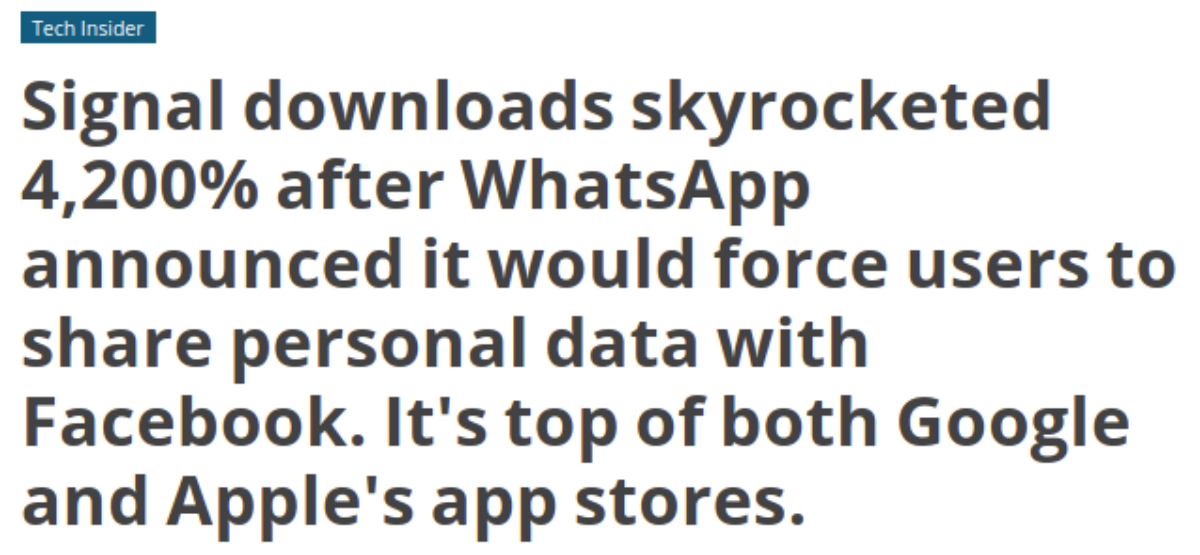 Tech Insider
Signal downloads skyrocketed
4,200% after WhatsApp
announced it would force users to
share personal data with
Facebook. It's top of both Google
and Apple's app stores.